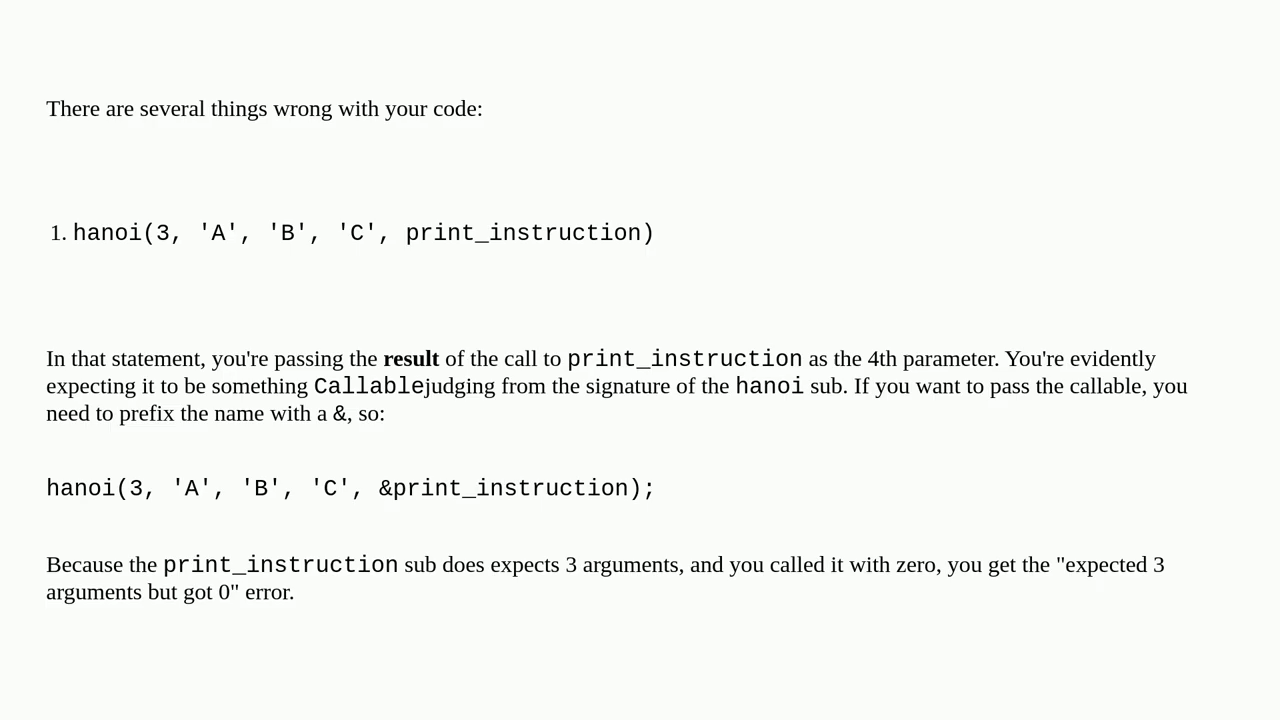 There are several things wrong with your code:
1. hanoi(3, 'A', 'B', 'C', print_instruction)
In that statement, you're passing the result of the call to print_instruction as the 4th parameter. You're evidently
expecting it to be something Callablejudging from the signature of the hanoi sub. If you want to pass the callable, you
need to prefix the name with a &, so:
hanoi(3, 'A', 'B', 'C', &print_instruction);
Because the print_instruction sub does expects 3 arguments, and you called it with zero, you get the "expected 3
arguments but got 0" error.